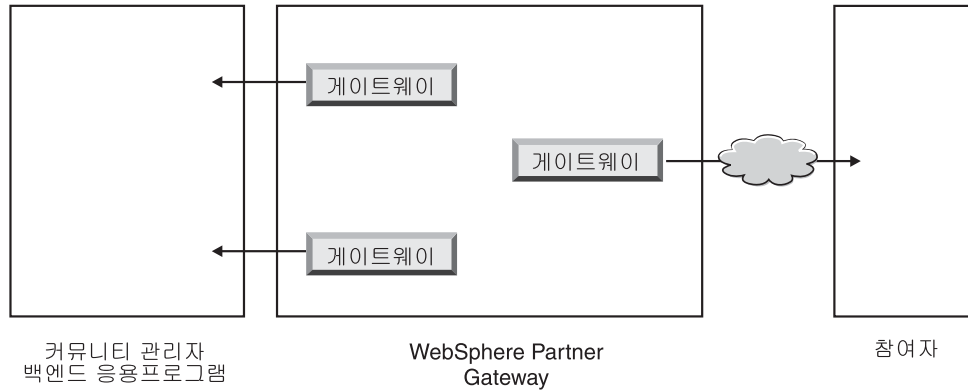 게이트웨이
게이트웨이
게이트웨이
커뮤니티 관리자
백엔드 응용프로그램
WebSphere Partner
Gateway
참여자